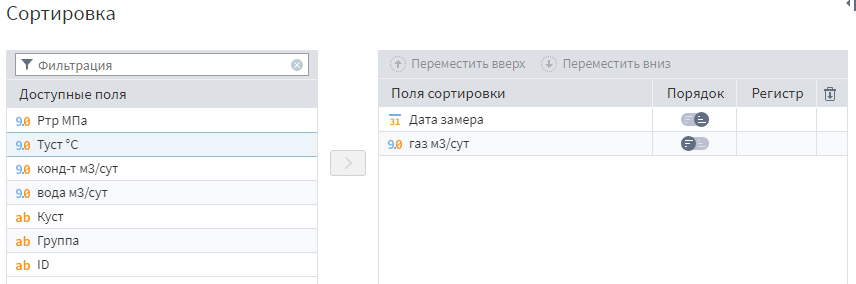 Сортировка
Фильтрация
Доступные поля
9.0 Pтр МПа
9.0 Туст °С
9.0 конд-т м3/сут
9.0 вода м3/сут
ab Куст
ab Группа
ab ID
Переместить вверх Переместить вниз
Поля сортировки Порядок Регистр
31 Дата замера
9.0 газ м3/сут